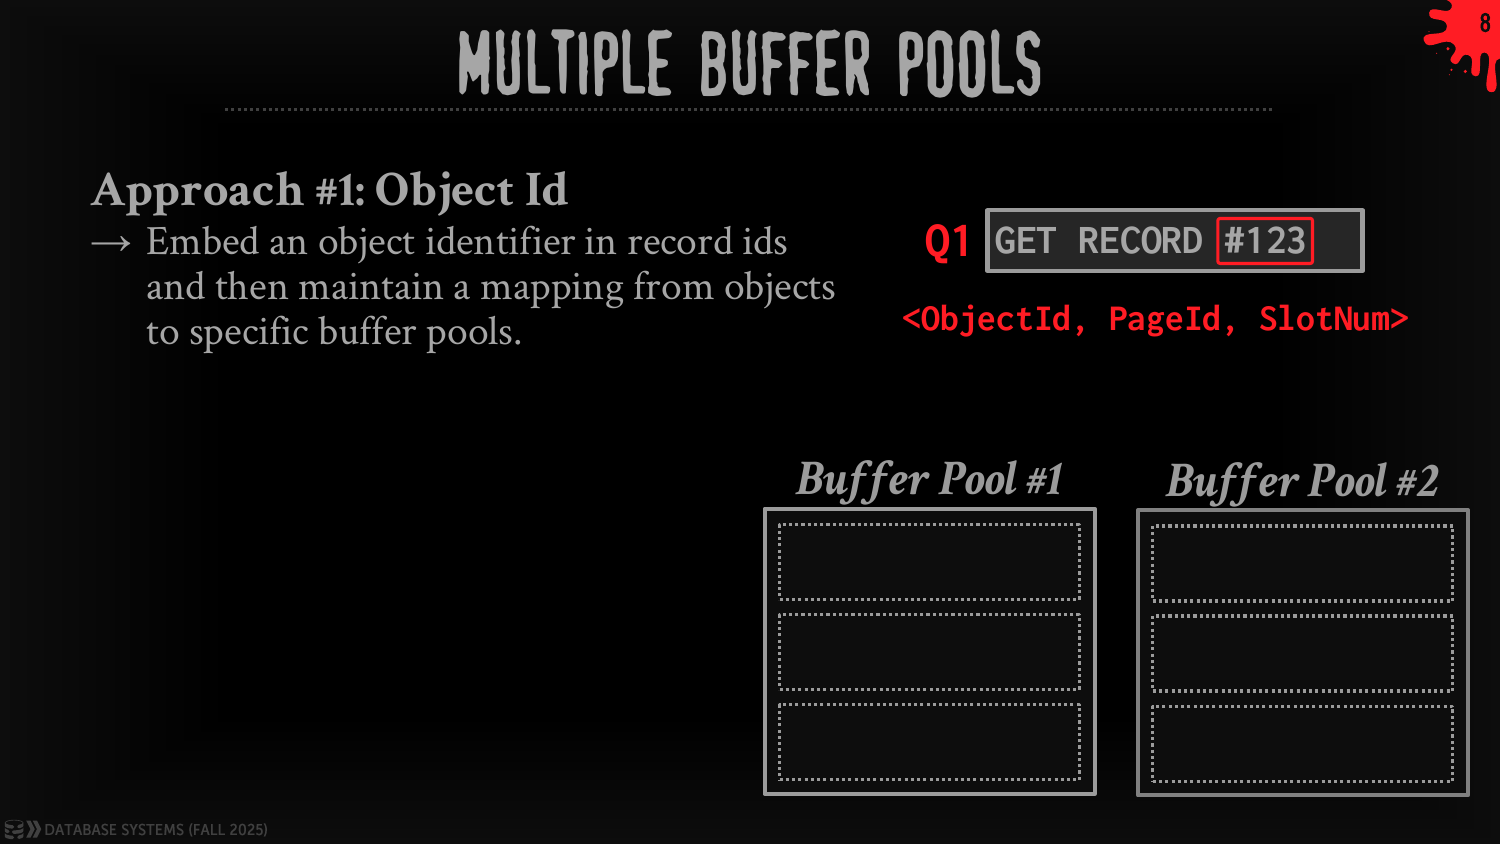 8
MULTIPLE BUFFER POOLS
Approach #1: Object Id
→ Embed an object identifier in record ids
and then maintain a mapping from objects
to specific buffer pools.
Q1 GET RECORD #123
<ObjectId, PageId, SlotNum>
Buffer Pool #1
Buffer Pool #2
DATABASE SYSTEMS (FALL 2025)